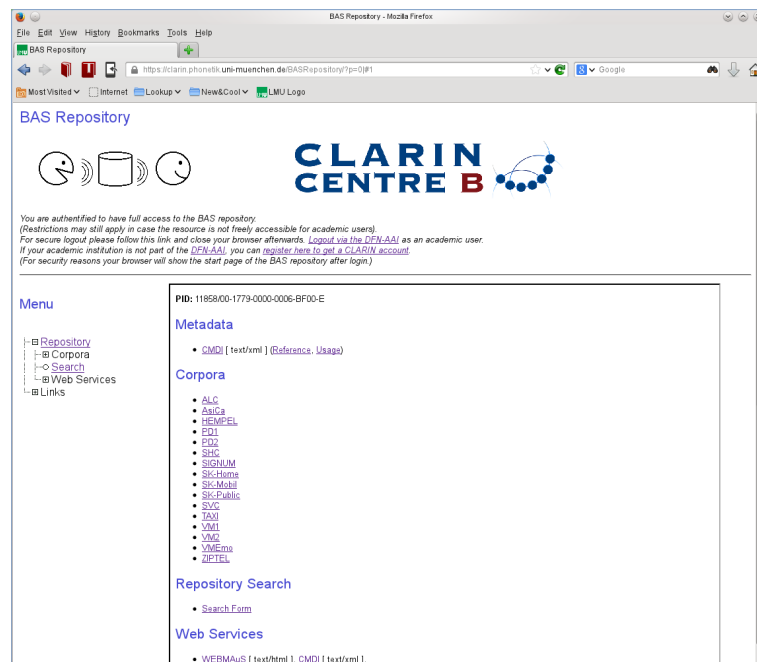 BAS Repository - Mozilla Firefox
File Edit View History Bookmarks Tools Help
BAS Repository
https://clarin.phonetik.uni-muenchen.de/BASRepository/?p=0|#1
Google
Most Visited Internet Lookup New&Cool LMU Logo
BAS Repository
CLARIN
CENTRE B
You are authentified to have full access to the BAS repository.
(Restrictions may still apply in case the resource is not freely accessible for academic users).
For secure logout please follow this link and close your browser afterwards. Logout via the DFN-AAI as an academic user.
If your academic institution is not part of the DFN-AAI, you can register here to get a CLARIN account.
(For security reasons your browser will show the start page of the BAS repository after login.)
Menu
Repository
Corpora
Search
Web Services
Links
PID: 11858/00-1779-0000-0006-BF00-E
Metadata
CMDI [ text/xml ] (Reference, Usage)
Corpora
ALC
AsiCa
HEMPEL
PD1
PD2
SHC
SIGNUM
SK-Home
SK-Mobil
SK-Public
SVC
TAXI
VM1
VM2
VMEmo
ZIPTEL
Repository Search
Search Form
Web Services
WEBMAuS [ text/html ], CMDI [ text/xml ],